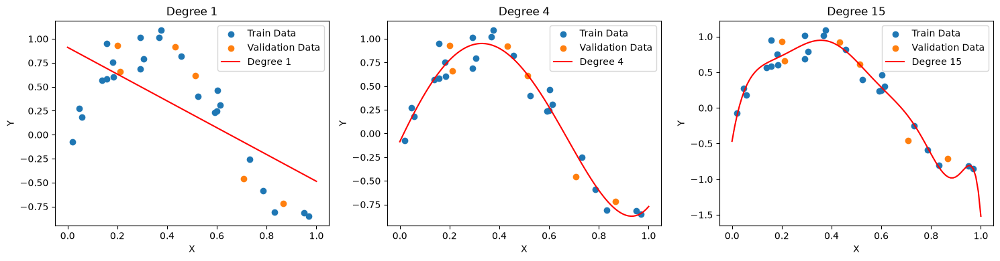 Degree 1
Train Data
Validation Data
Degree 1
1.00
0.75
0.50
0.25
0.00
−0.25
−0.50
−0.75
Y
0.0 0.2 0.4 0.6 0.8 1.0
X
Degree 4
Train Data
Validation Data
Degree 4
1.00
0.75
0.50
0.25
0.00
−0.25
−0.50
−0.75
Y
0.0 0.2 0.4 0.6 0.8 1.0
X
Degree 15
Train Data
Validation Data
Degree 15
1.0
0.5
0.0
−0.5
−1.0
−1.5
Y
0.0 0.2 0.4 0.6 0.8 1.0
X